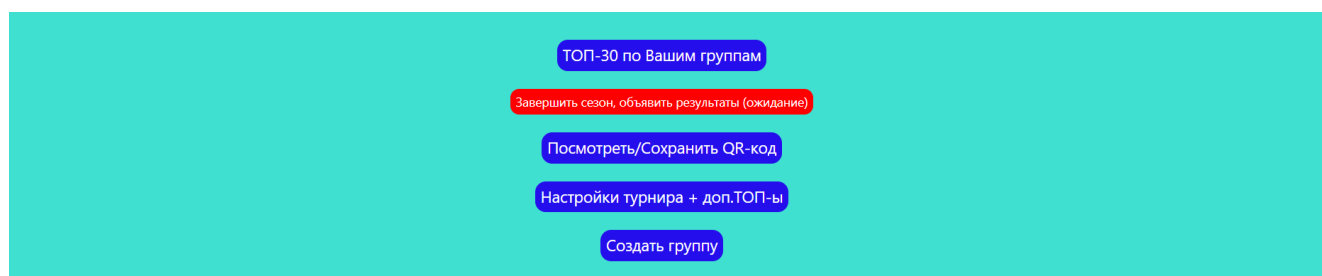 ТОП-30 по Вашим группам
Завершить сезон, объявить результаты (ожидание)
Посмотреть/Сохранить QR-код
Настройки турнира + доп.ТОП-ы
Создать группу